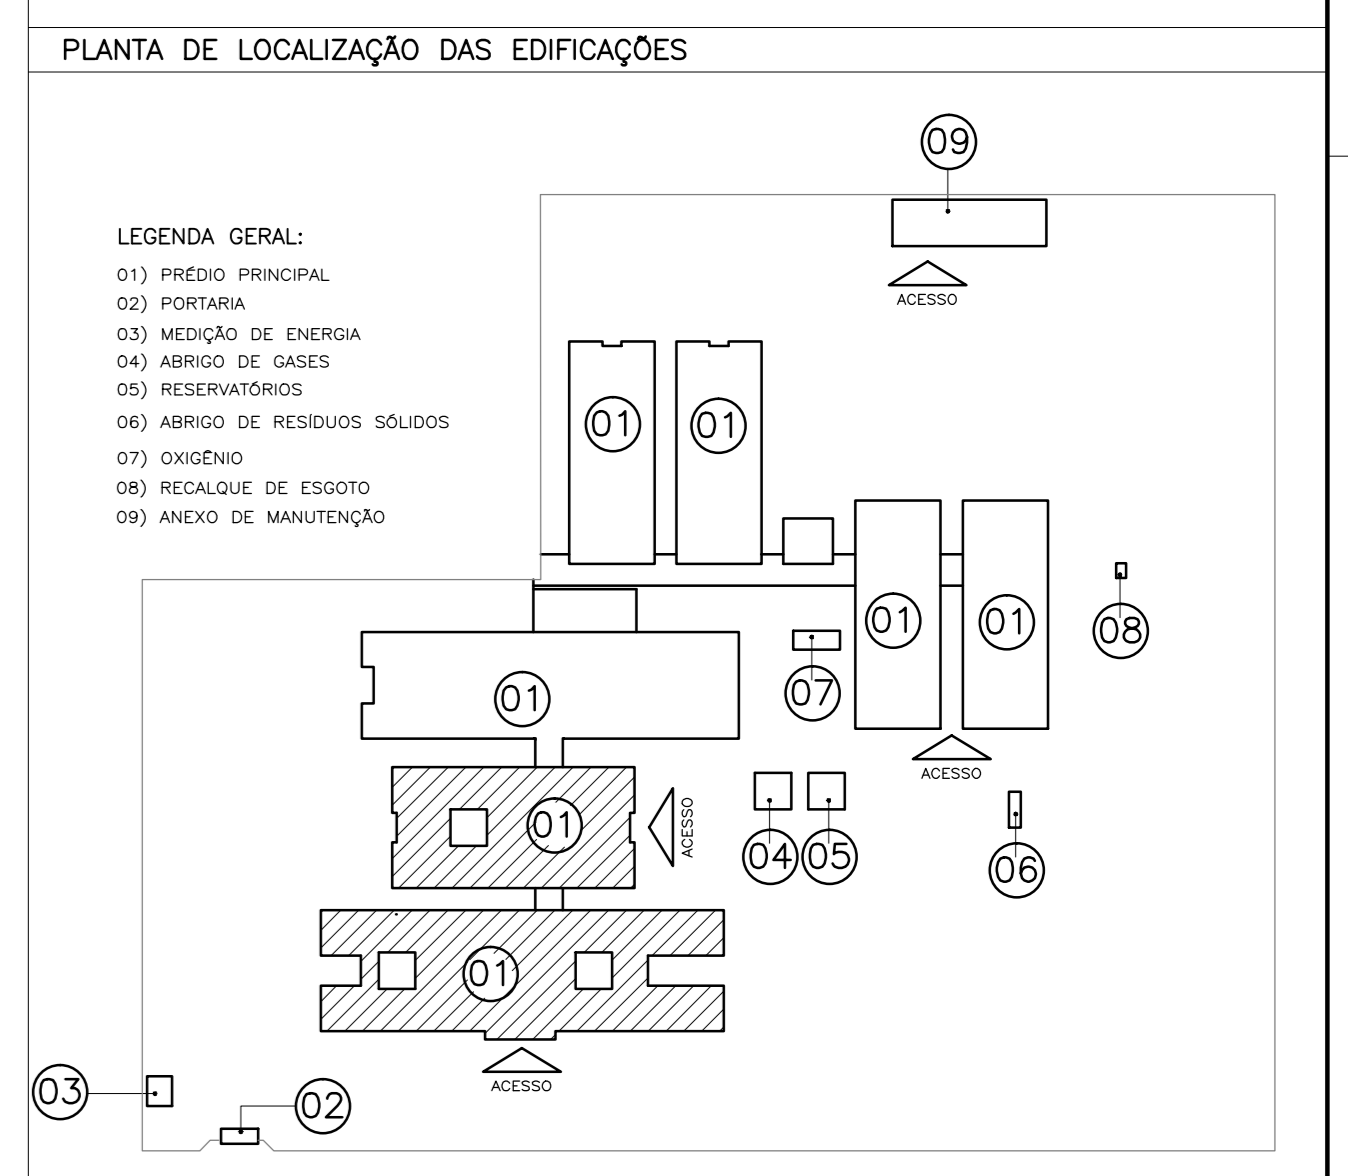 PLANTA DE LOCALIZAÇÃO DAS EDIFICAÇÕES
09
LEGENDA GERAL:
01) PRÉDIO PRINCIPAL
02) PORTARIA
03) MEDIÇÃO DE ENERGIA
04) ABRIGO DE GASES
05) RESERVATÓRIOS
06) ABRIGO DE RESÍDUOS SÓLIDOS
07) OXIGÊNIO
08) RECALQUE DE ESGOTO
09) ANEXO DE MANUTENÇÃO
ACESSO
01
01
01
01
08
01
07
ACESSO
01
ACESSO
04
05
06
01
ACESSO
03
02